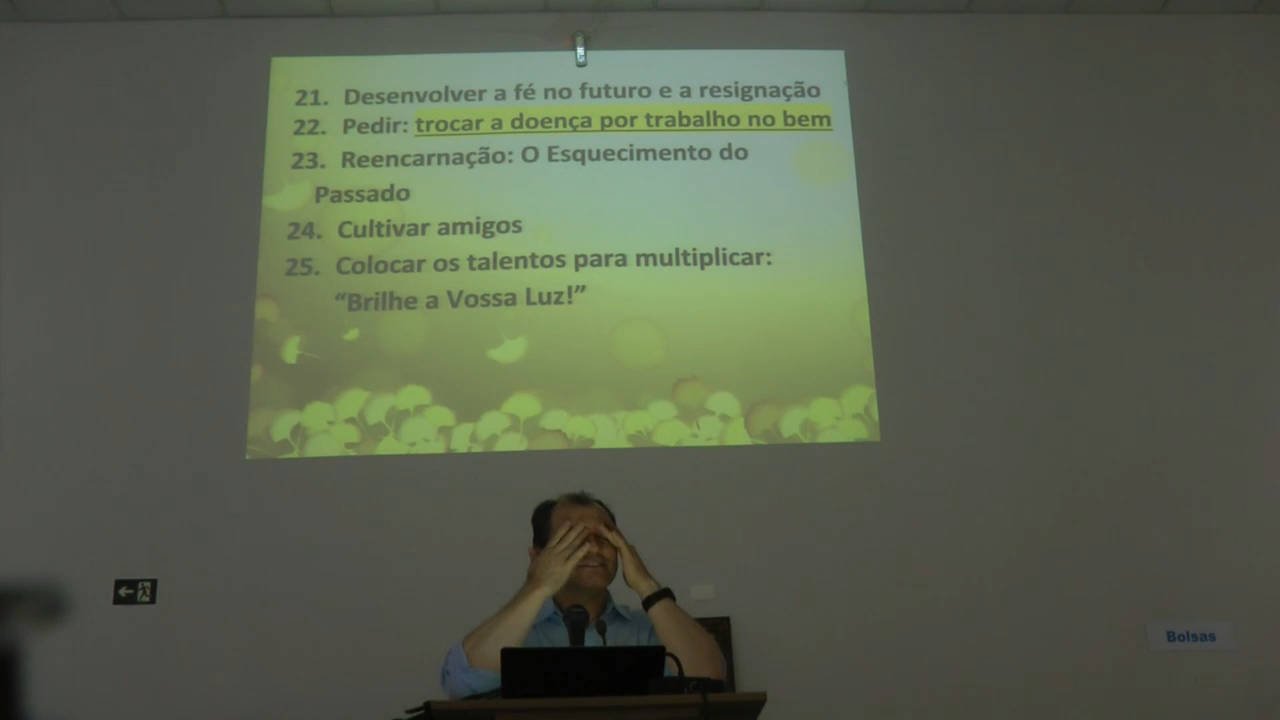 21. Desenvolver a fé no futuro e a resignação
22. Pedir: trocar a doença por trabalho no bem
23. Reencarnação: O Esquecimento do
Passado
24. Cultivar amigos
25. Colocar os talentos para multiplicar:
“Brilhe a Vossa Luz!”
Bolsas